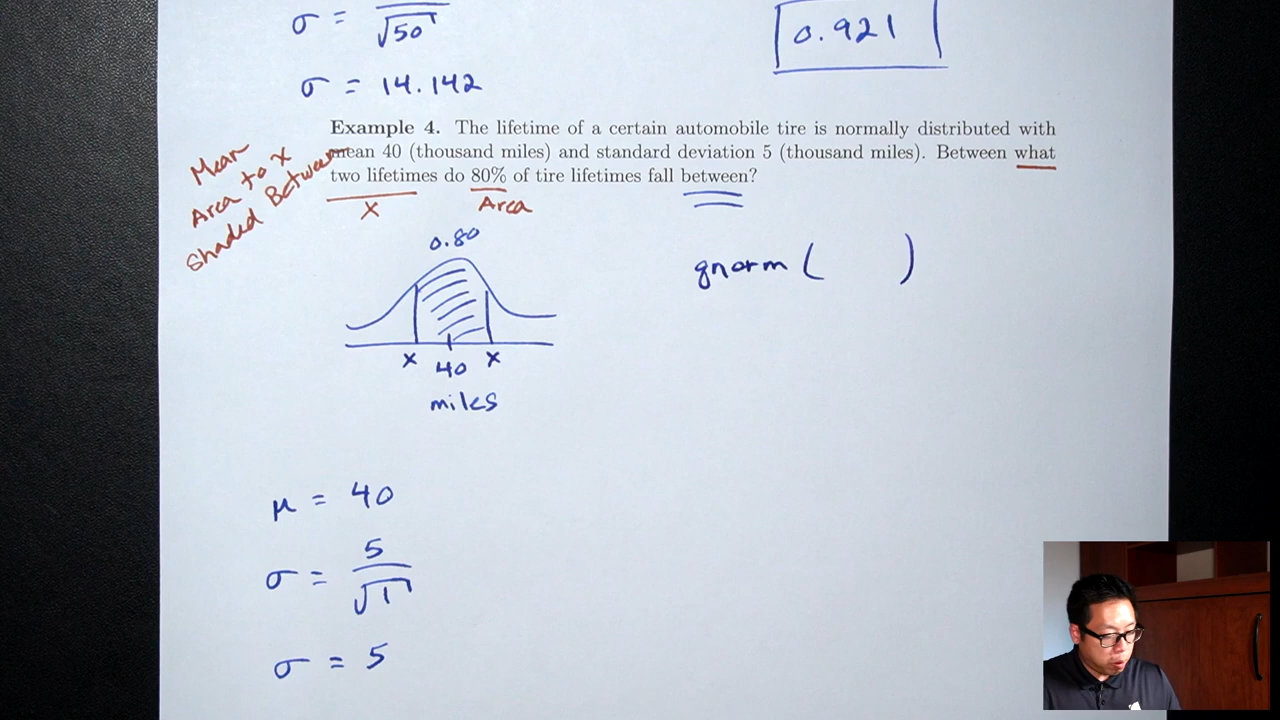 σ = —
√50
σ = 14.142
0.921
Example 4. The lifetime of a certain automobile tire is normally distributed with
mean 40 (thousand miles) and standard deviation 5 (thousand miles). Between what
two lifetimes do 80% of tire lifetimes fall between?
Mean
Area to x
Shaded Between
x
Area
0.80
qnorm ( )
x 40 x
miles
μ = 40
σ = 5/√1
σ = 5